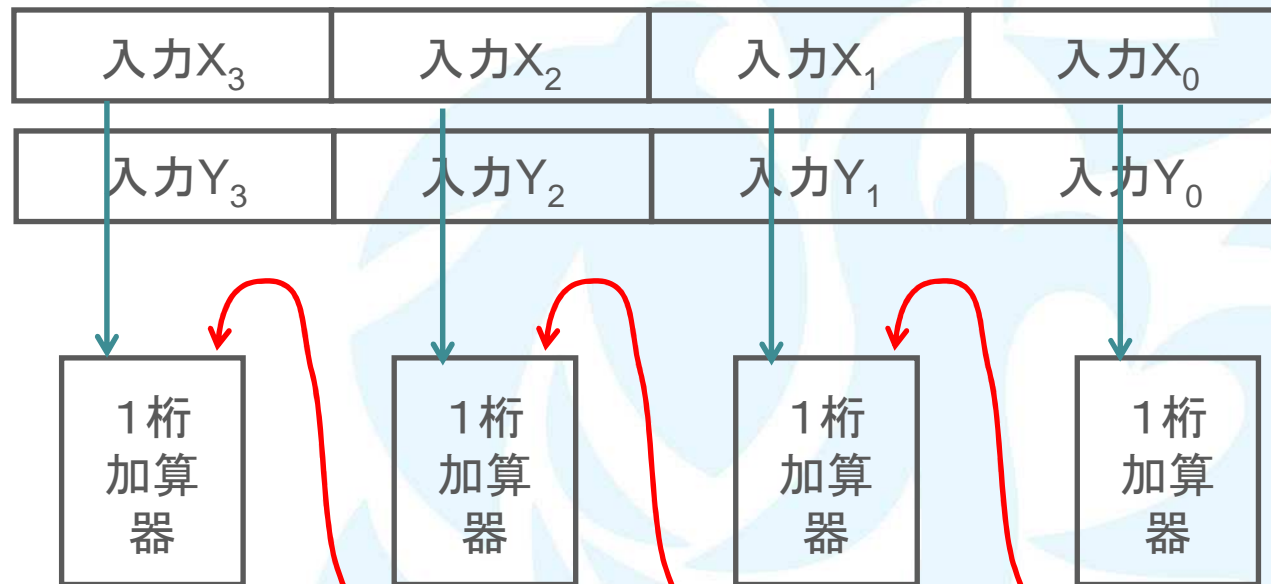 入力X₃ 入力X₂ 入力X₁ 入力X₀
入力Y₃ 入力Y₂ 入力Y₁ 入力Y₀
1桁
加算
器
1桁
加算
器
1桁
加算
器
1桁
加算
器